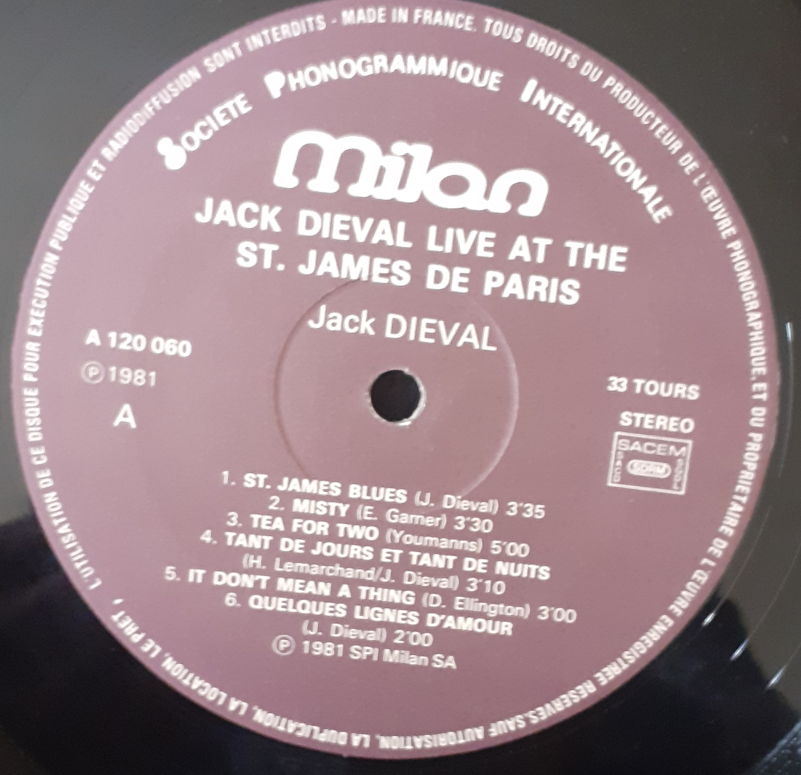 MADE IN FRANCE. TOUS DROITS DU PRODUCTEUR DE L'ŒUVRE PHONOGRAPHIQUE, ET DU PROPRIETAIRE DE L'ŒUVRE ENREGISTREE RESERVES. SAUF AUTORISATION, LA DUPLICATION, LA LOCATION, LE PRET, L'UTILISATION DE CE DISQUE POUR EXECUTION PUBLIQUE ET RADIODIFFUSION SONT INTERDITS -
SOCIETE PHONOGRAMMIQUE INTERNATIONALE
milan
JACK DIEVAL LIVE AT THE
ST. JAMES DE PARIS
Jack DIEVAL
A 120 060
℗ 1981
A
33 TOURS
STEREO
SACEM
SACD SDRM SGDL
1. ST. JAMES BLUES (J. Dieval) 3'35
2. MISTY (E. Garner) 3'30
3. TEA FOR TWO (Youmanns) 5'00
4. TANT DE JOURS ET TANT DE NUITS
(H. Lemarchand/J. Dieval) 3'10
5. IT DON'T MEAN A THING (D. Ellington) 3'00
6. QUELQUES LIGNES D'AMOUR
(J. Dieval) 2'00
℗ 1981 SPI Milan SA